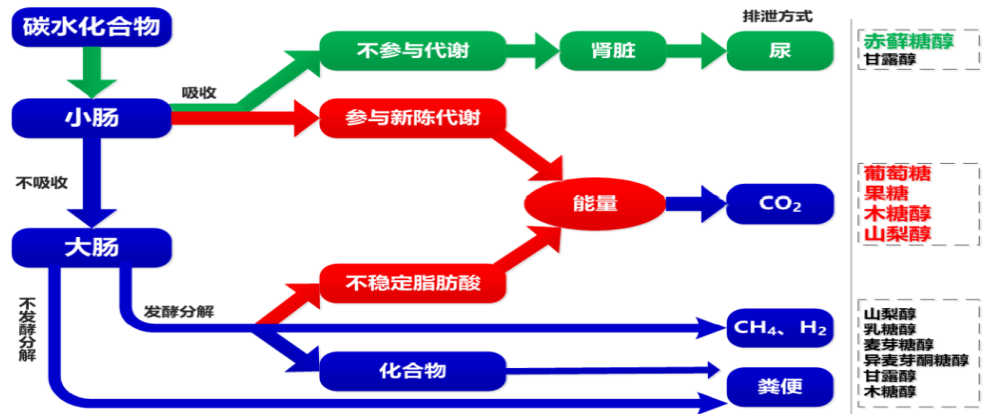 排泄方式
碳水化合物
不参与代谢
肾脏
尿
赤藓糖醇
甘露醇
吸收
小肠
参与新陈代谢
不吸收
能量
CO₂
葡萄糖
果糖
木糖醇
山梨醇
大肠
不稳定脂肪酸
不发酵分解
发酵分解
CH₄、H₂
化合物
粪便
山梨醇
乳糖醇
麦芽糖醇
异麦芽酮糖醇
甘露醇
木糖醇